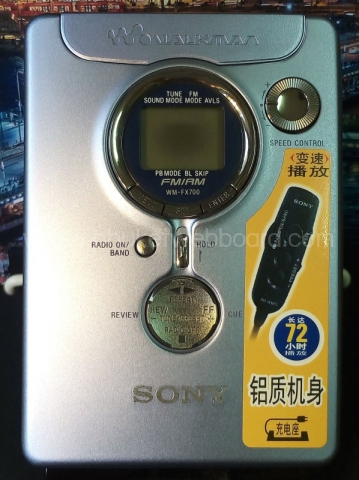 WALKMAN
TUNE FM
SOUND MODE MODE AVLS
PB MODE BL SKIP
FM/AM
WM-FX700
ENTER
SPEED CONTROL
RADIO ON/
BAND
HOLD
REVIEW
CUE
SONY
〈变速〉
播放
SONY
长达
72
小时
播放
铝质机身
充电座